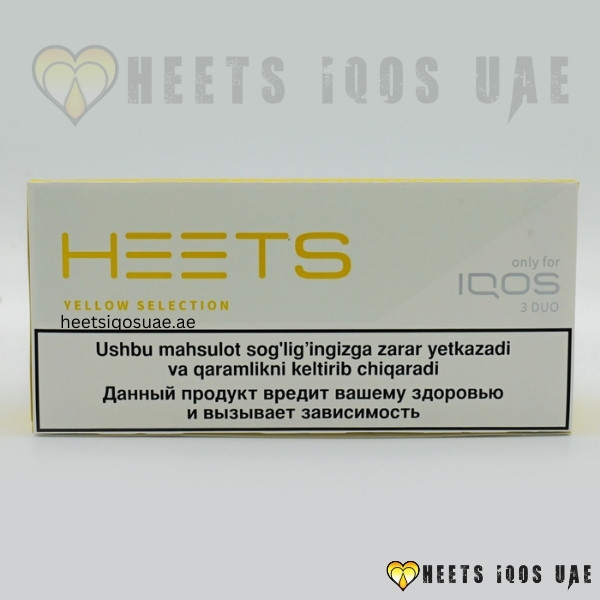 HEETS iQOS UAE
HEETS
YELLOW SELECTION
heetsiqosuae.ae
only for
IQOS
3 DUO
Ushbu mahsulot sog'lig’ingizga zarar yetkazadi
va qaramlikni keltirib chiqaradi
Данный продукт вредит вашему здоровью
и вызывает зависимость
HEETS iQOS UAE